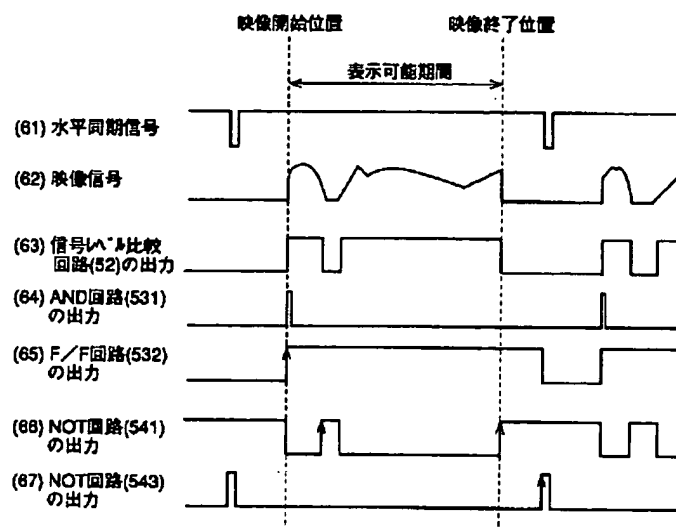 映像開始位置
映像終了位置
表示可能期間
(61) 水平同期信号
(62) 映像信号
(63) 信号レベル比較
回路(52)の出力
(64) AND回路(531)
の出力
(65) F/F回路(532)
の出力
(66) NOT回路(541)
の出力
(67) NOT回路(543)
の出力